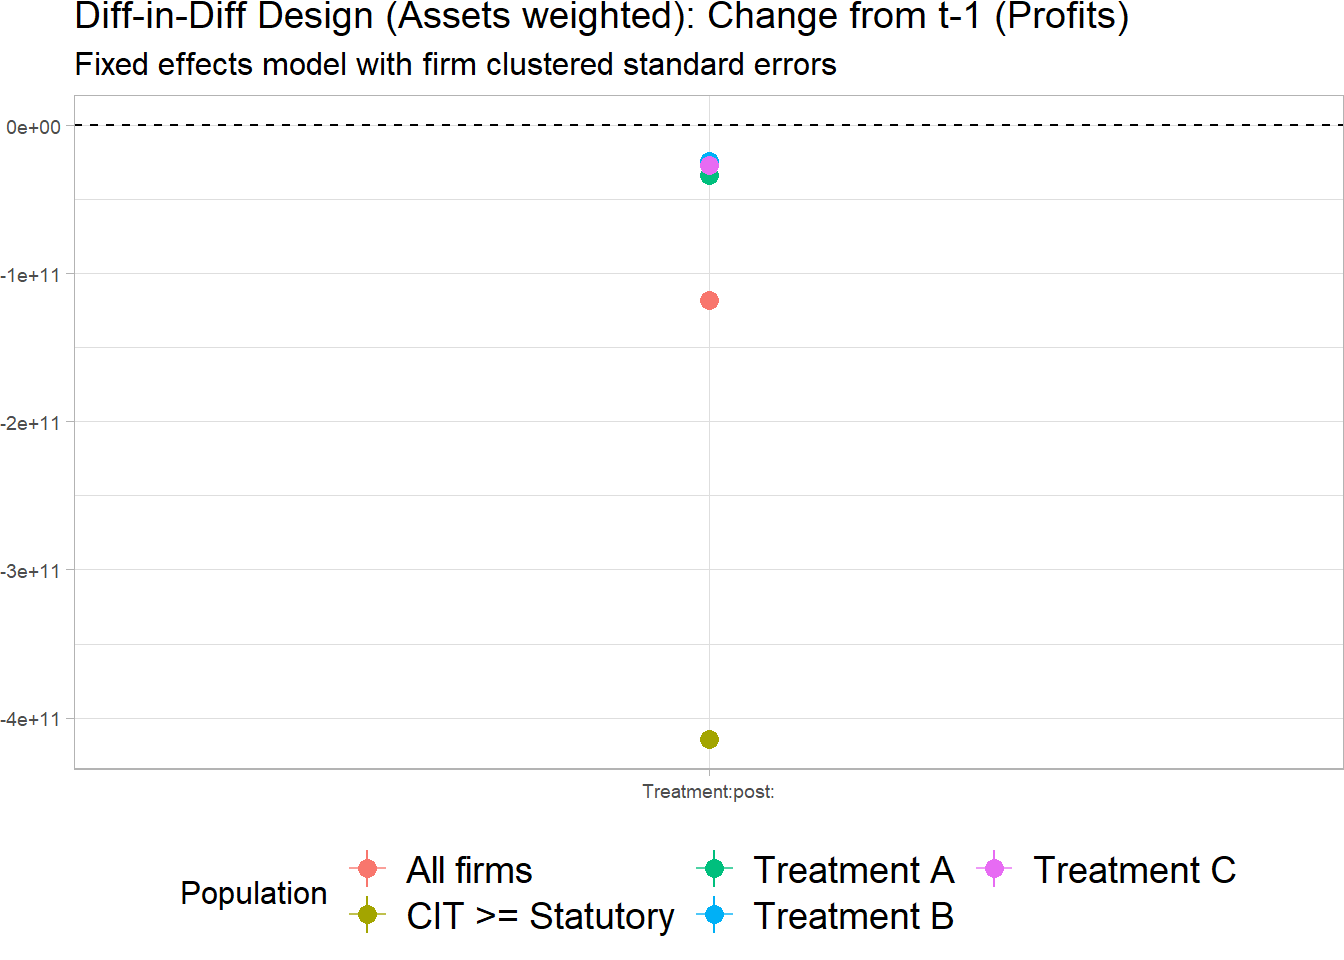 Diff-in-Diff Design (Assets weighted): Change from t-1 (Profits)
Fixed effects model with firm clustered standard errors
0e+00
-1e+11
-2e+11
-3e+11
-4e+11
Treatment:post:
Population
All firms
CIT >= Statutory
Treatment A
Treatment B
Treatment C